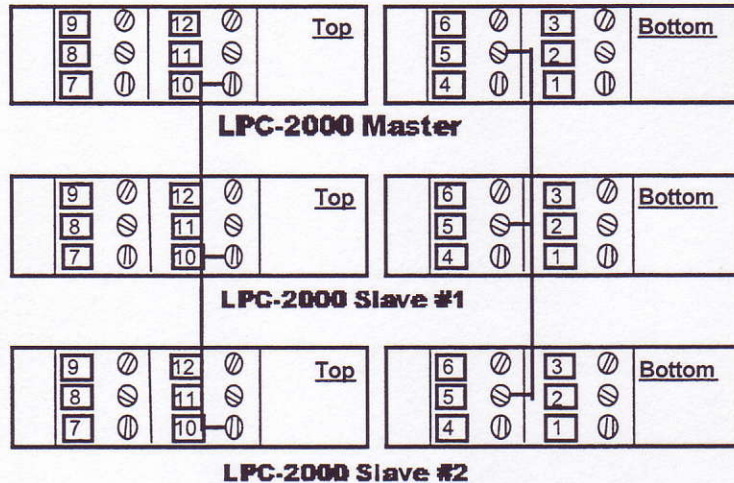 9 12 Top 6 3 Bottom
8 11 5 2
7 10 4 1
LPC-2000 Master
9 12 Top 6 3 Bottom
8 11 5 2
7 10 4 1
LPC-2000 Slave #1
9 12 Top 6 3 Bottom
8 11 5 2
7 10 4 1
LPC-2000 Slave #2